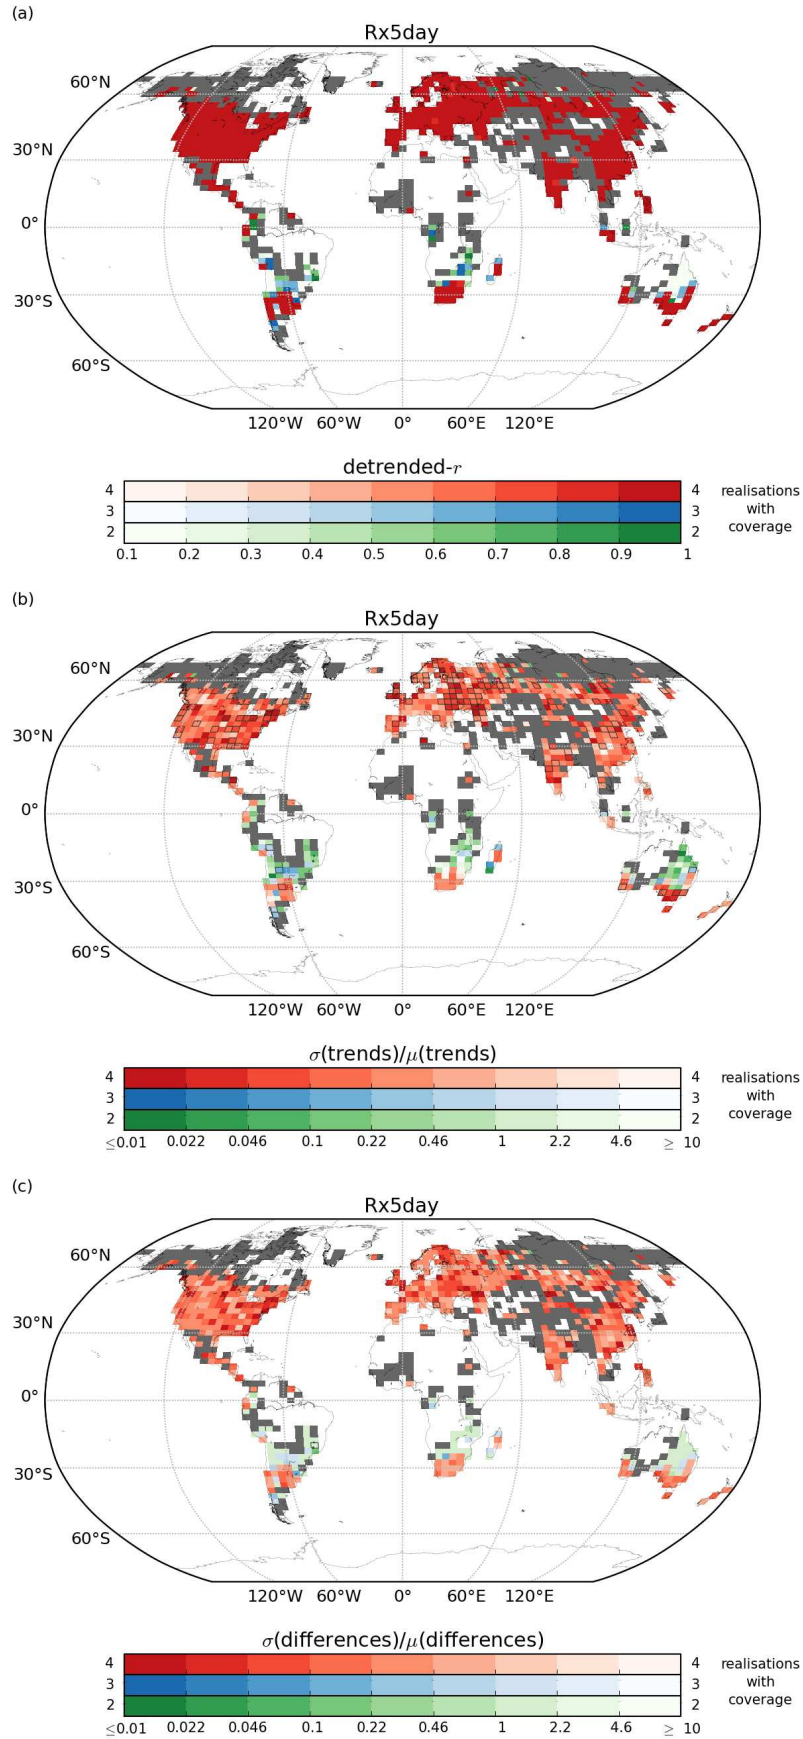 (a)
Rx5day
60°N
30°N
0°
30°S
60°S
120°W 60°W 0° 60°E 120°E
detrended-r
4 4 realisations
3 3 with
2 2 coverage
0.1 0.2 0.3 0.4 0.5 0.6 0.7 0.8 0.9 1
(b)
Rx5day
60°N
30°N
0°
30°S
60°S
120°W 60°W 0° 60°E 120°E
σ(trends)/μ(trends)
4 4 realisations
3 3 with
2 2 coverage
≤0.01 0.022 0.046 0.1 0.22 0.46 1 2.2 4.6 ≥ 10
(c)
Rx5day
60°N
30°N
0°
30°S
60°S
120°W 60°W 0° 60°E 120°E
σ(differences)/μ(differences)
4 4 realisations
3 3 with
2 2 coverage
≤0.01 0.022 0.046 0.1 0.22 0.46 1 2.2 4.6 ≥ 10